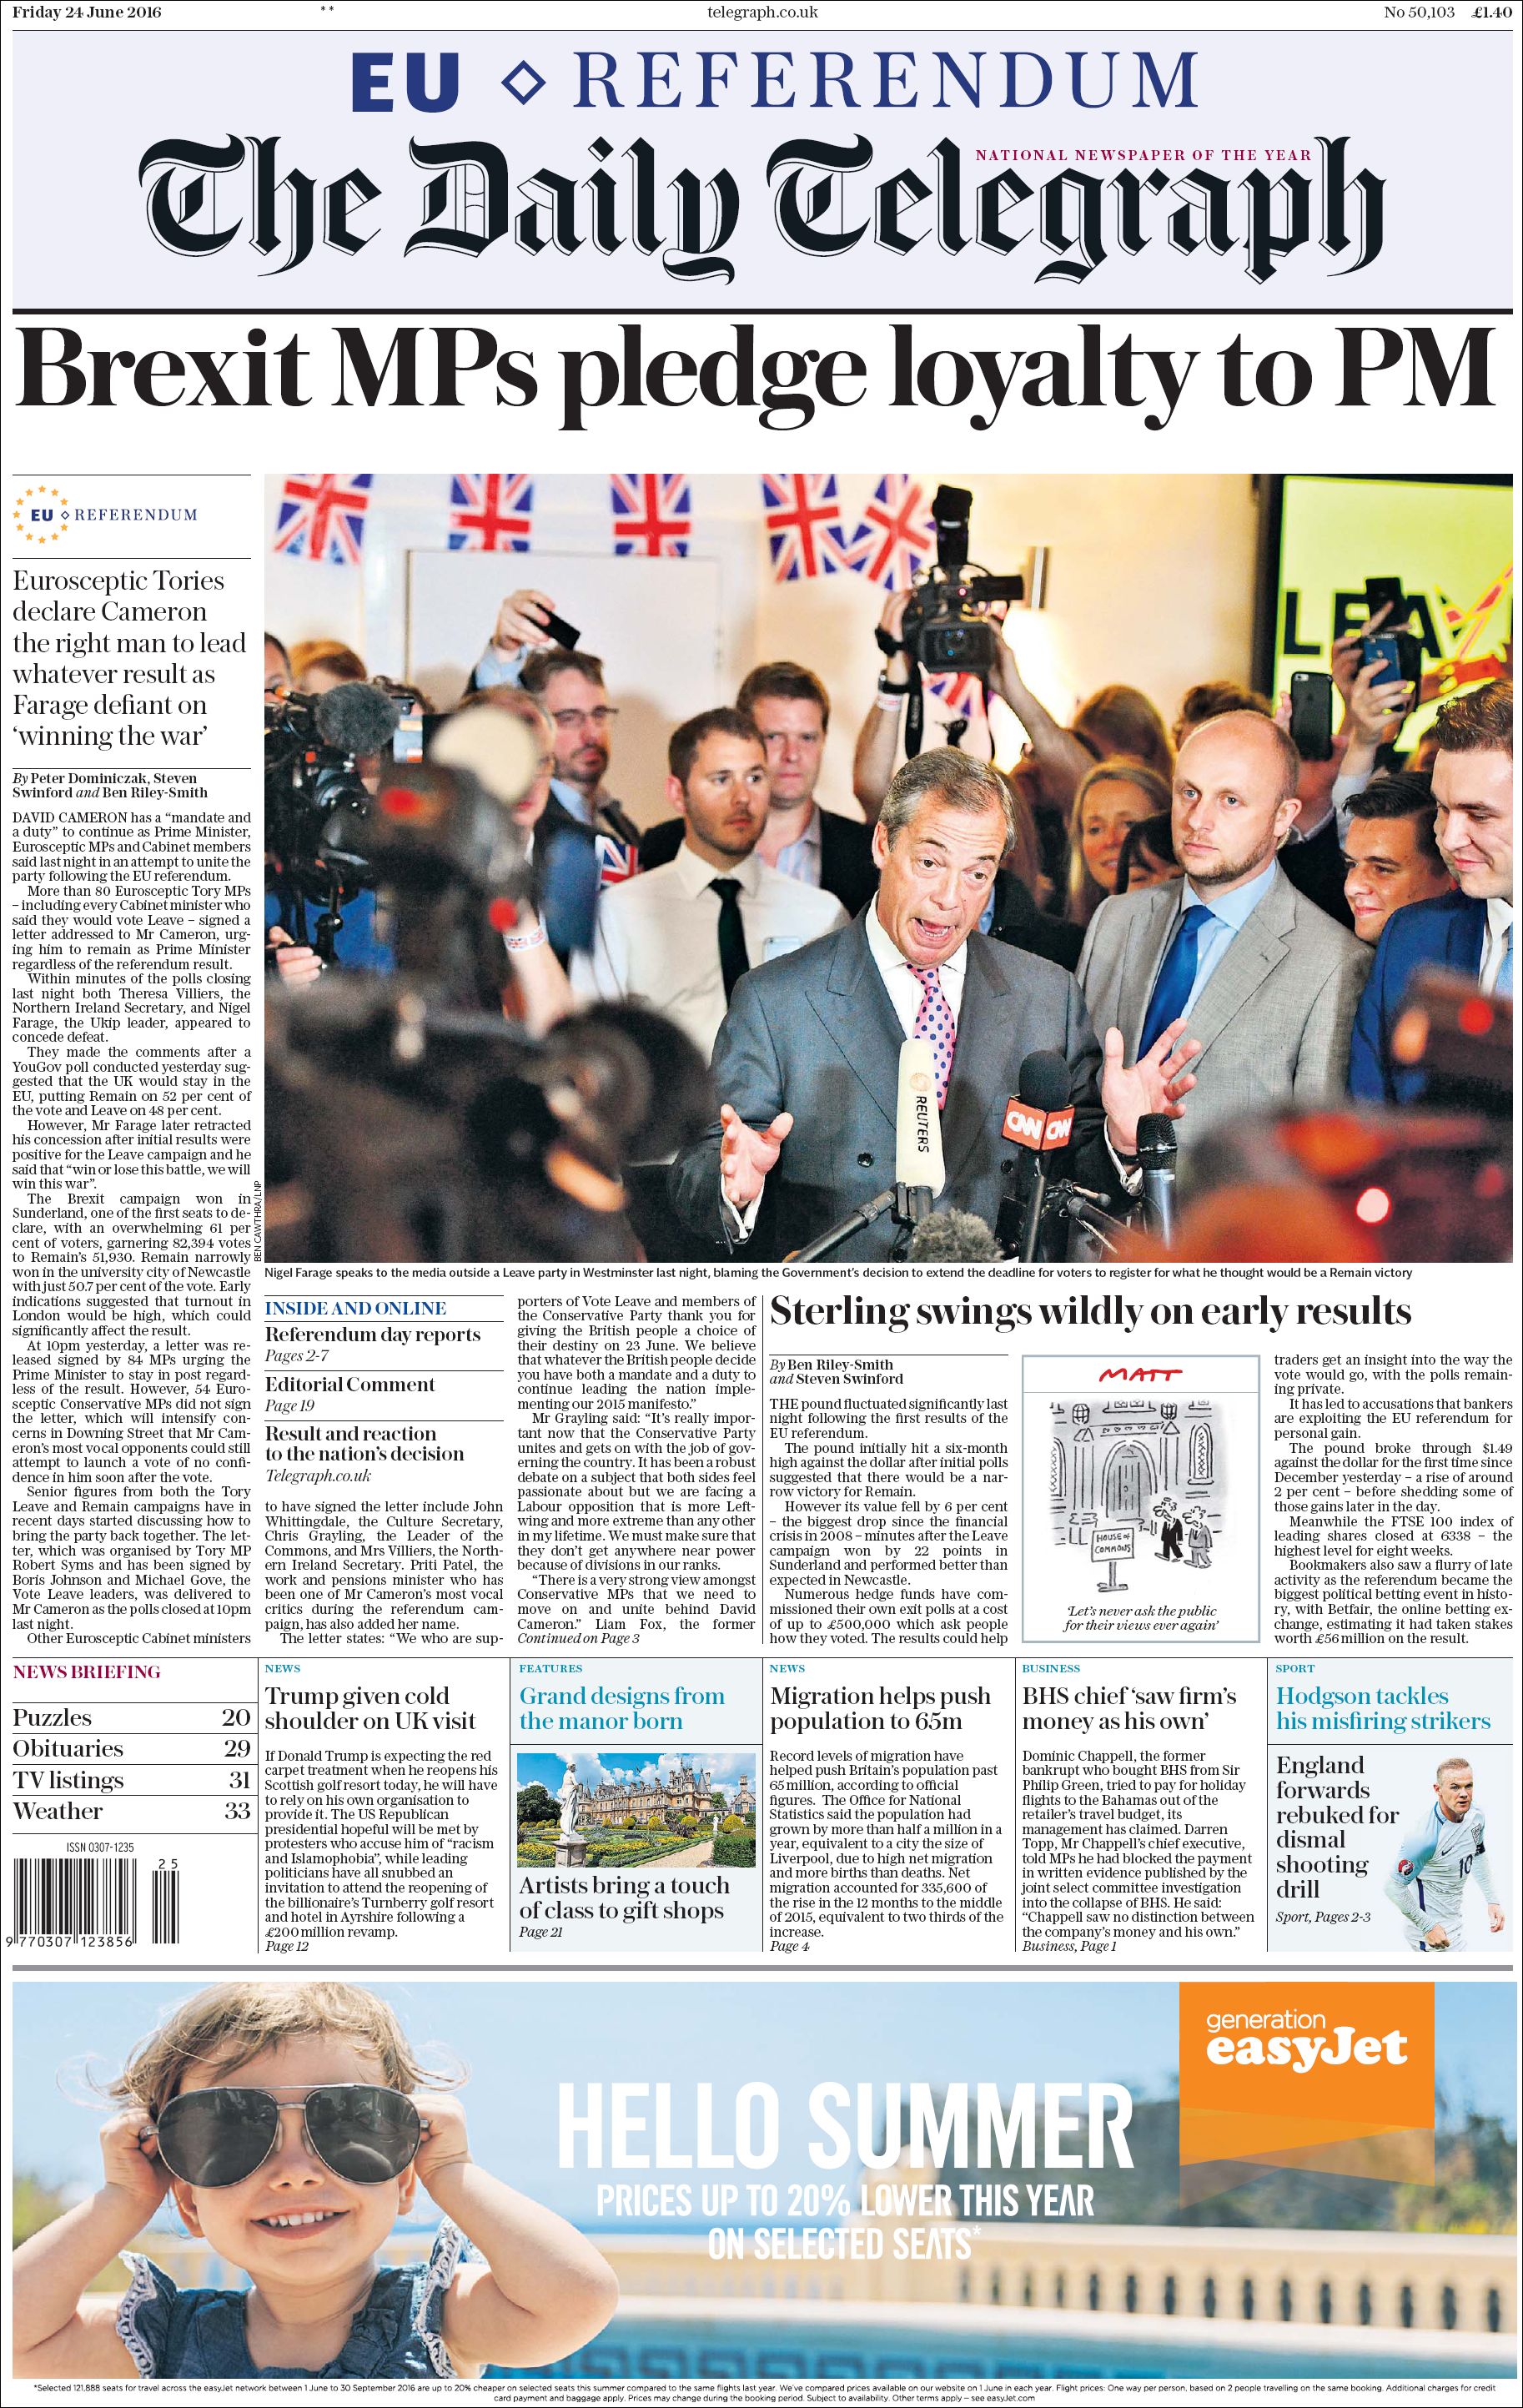 Friday 24 June 2016
**
telegraph.co.uk
No 50,103 £1.40
EU ◇ REFERENDUM
NATIONAL NEWSPAPER OF THE YEAR
The Daily Telegraph
Brexit MPs pledge loyalty to PM
EU ◇ REFERENDUM
Eurosceptic Tories
declare Cameron
the right man to lead
whatever result as
Farage defiant on
‘winning the war’
By Peter Dominiczak, Steven
Swinford and Ben Riley-Smith
DAVID CAMERON has a “mandate and
a duty” to continue as Prime Minister,
Eurosceptic MPs and Cabinet members
said last night in an attempt to unite the
party following the EU referendum.
More than 80 Eurosceptic Tory MPs
– including every Cabinet minister who
said they would vote Leave – signed a
letter addressed to Mr Cameron, urg-
ing him to remain as Prime Minister
regardless of the referendum result.
Within minutes of the polls closing
last night both Theresa Villiers, the
Northern Ireland Secretary, and Nigel
Farage, the Ukip leader, appeared to
concede defeat.
They made the comments after a
YouGov poll conducted yesterday sug-
gested that the UK would stay in the
EU, putting Remain on 52 per cent of
the vote and Leave on 48 per cent.
However, Mr Farage later retracted
his concession after initial results were
positive for the Leave campaign and he
said that “win or lose this battle, we will
win this war”.
The Brexit campaign won in
Sunderland, one of the first seats to de-
clare, with an overwhelming 61 per
cent of voters, garnering 82,394 votes
to Remain’s 51,930. Remain narrowly
won in the university city of Newcastle
with just 50.7 per cent of the vote. Early
indications suggested that turnout in
London would be high, which could
significantly affect the result.
At 10pm yesterday, a letter was re-
leased signed by 84 MPs urging the
Prime Minister to stay in post regard-
less of the result. However, 54 Euro-
sceptic Conservative MPs did not sign
the letter, which will intensify con-
cerns in Downing Street that Mr Cam-
eron’s most vocal opponents could still
attempt to launch a vote of no confi-
dence in him soon after the vote.
Senior figures from both the Tory
Leave and Remain campaigns have in
recent days started discussing how to
bring the party back together. The let-
ter, which was organised by Tory MP
Robert Syms and has been signed by
Boris Johnson and Michael Gove, the
Vote Leave leaders, was delivered to
Mr Cameron as the polls closed at 10pm
last night.
Other Eurosceptic Cabinet ministers
BEN CAWTHRA/LNP
LEAV
REUTERS
CNN
CNN
Nigel Farage speaks to the media outside a Leave party in Westminster last night, blaming the Government’s decision to extend the deadline for voters to register for what he thought would be a Remain victory
INSIDE AND ONLINE
Referendum day reports
Pages 2-7
Editorial Comment
Page 19
Result and reaction
to the nation’s decision
Telegraph.co.uk
to have signed the letter include John
Whittingdale, the Culture Secretary,
Chris Grayling, the Leader of the
Commons, and Mrs Villiers, the North-
ern Ireland Secretary. Priti Patel, the
work and pensions minister who has
been one of Mr Cameron’s most vocal
critics during the referendum cam-
paign, has also added her name.
The letter states: “We who are sup-
porters of Vote Leave and members of
the Conservative Party thank you for
giving the British people a choice of
their destiny on 23 June. We believe
that whatever the British people decide
you have both a mandate and a duty to
continue leading the nation imple-
menting our 2015 manifesto.”
Mr Grayling said: “It’s really impor-
tant now that the Conservative Party
unites and gets on with the job of gov-
erning the country. It has been a robust
debate on a subject that both sides feel
passionate about but we are facing a
Labour opposition that is more Left-
wing and more extreme than any other
in my lifetime. We must make sure that
they don’t get anywhere near power
because of divisions in our ranks.
“There is a very strong view amongst
Conservative MPs that we need to
move on and unite behind David
Cameron.” Liam Fox, the former
Continued on Page 3
Sterling swings wildly on early results
By Ben Riley-Smith
and Steven Swinford
THE pound fluctuated significantly last
night following the first results of the
EU referendum.
The pound initially hit a six-month
high against the dollar after initial polls
suggested that there would be a nar-
row victory for Remain.
However its value fell by 6 per cent
– the biggest drop since the financial
crisis in 2008 – minutes after the Leave
campaign won by 22 points in
Sunderland and performed better than
expected in Newcastle.
Numerous hedge funds have com-
missioned their own exit polls at a cost
of up to £500,000 which ask people
how they voted. The results could help
MATT
HOUSE OF
COMMONS
‘Let’s never ask the public
for their views ever again’
traders get an insight into the way the
vote would go, with the polls remain-
ing private.
It has led to accusations that bankers
are exploiting the EU referendum for
personal gain.
The pound broke through $1.49
against the dollar for the first time since
December yesterday – a rise of around
2 per cent – before shedding some of
those gains later in the day.
Meanwhile the FTSE 100 index of
leading shares closed at 6338 – the
highest level for eight weeks.
Bookmakers also saw a flurry of late
activity as the referendum became the
biggest political betting event in histo-
ry, with Betfair, the online betting ex-
change, estimating it had taken stakes
worth £56 million on the result.
NEWS BRIEFING
Puzzles 20
Obituaries 29
TV listings 31
Weather 33
ISSN 0307-1235
25
9 770307 123856
NEWS
Trump given cold
shoulder on UK visit
If Donald Trump is expecting the red
carpet treatment when he reopens his
Scottish golf resort today, he will have
to rely on his own organisation to
provide it. The US Republican
presidential hopeful will be met by
protesters who accuse him of “racism
and Islamophobia”, while leading
politicians have all snubbed an
invitation to attend the reopening of
the billionaire’s Turnberry golf resort
and hotel in Ayrshire following a
£200 million revamp.
Page 12
FEATURES
Grand designs from
the manor born
Artists bring a touch
of class to gift shops
Page 21
NEWS
Migration helps push
population to 65m
Record levels of migration have
helped push Britain’s population past
65 million, according to official
figures. The Office for National
Statistics said the population had
grown by more than half a million in a
year, equivalent to a city the size of
Liverpool, due to high net migration
and more births than deaths. Net
migration accounted for 335,600 of
the rise in the 12 months to the middle
of 2015, equivalent to two thirds of the
increase.
Page 4
BUSINESS
BHS chief ‘saw firm’s
money as his own’
Dominic Chappell, the former
bankrupt who bought BHS from Sir
Philip Green, tried to pay for holiday
flights to the Bahamas out of the
retailer’s travel budget, its
management has claimed. Darren
Topp, Mr Chappell’s chief executive,
told MPs he had blocked the payment
in written evidence published by the
joint select committee investigation
into the collapse of BHS. He said:
“Chappell saw no distinction between
the company’s money and his own.”
Business, Page 1
SPORT
Hodgson tackles
his misfiring strikers
England
forwards
rebuked for
dismal
shooting
drill
Sport, Pages 2-3
10
generation
easyJet
HELLO SUMMER
PRICES UP TO 20% LOWER THIS YEAR
ON SELECTED SEATS*
*Selected 121,888 seats for travel across the easyJet network between 1 June to 30 September 2016 are up to 20% cheaper on selected seats this summer compared to the same flights last year. We’ve compared prices available on our website on 1 June in each year. Flight prices: One way per person, based on 2 people travelling on the same booking. Additional charges for credit
card payment and baggage apply. Prices may change during the booking period. Subject to availability. Other terms apply – see easyJet.com